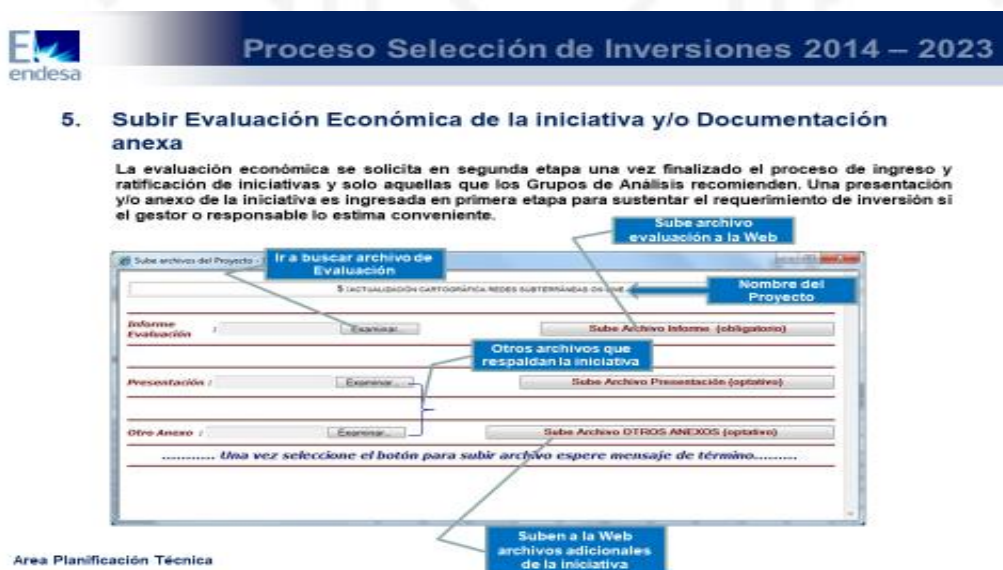 endesa
Proceso Selección de Inversiones 2014 – 2023
5. Subir Evaluación Económica de la iniciativa y/o Documentación
anexa
La evaluación económica se solicita en segunda etapa una vez finalizado el proceso de ingreso y
ratificación de iniciativas y solo aquellas que los Grupos de Análisis recomienden. Una presentación
y/o anexo de la iniciativa es ingresada en primera etapa para sustentar el requerimiento de inversión si
el gestor o responsable lo estima conveniente.
Sube archivo
evaluación a la Web
Sube archivos del Proyecto -
Ir a buscar archivo de
Evaluación
Nombre del
Proyecto
5 (ACTUALIZACIÓN CARTOGRÁFICA REDES SUBTERRÁNEAS ON LINE
Informe
Evaluación :
Examinar...
Sube Archivo Informe (obligatorio)
Otros archivos que
respaldan la iniciativa
Presentación :
Examinar...
Sube Archivo Presentación (optativo)
Otro Anexo :
Examinar...
Sube Archivo OTROS ANEXOS (optativo)
........... Una vez seleccione el botón para subir archivo espere mensaje de término.........
Suben a la Web
archivos adicionales
de la iniciativa
Area Planificación Técnica